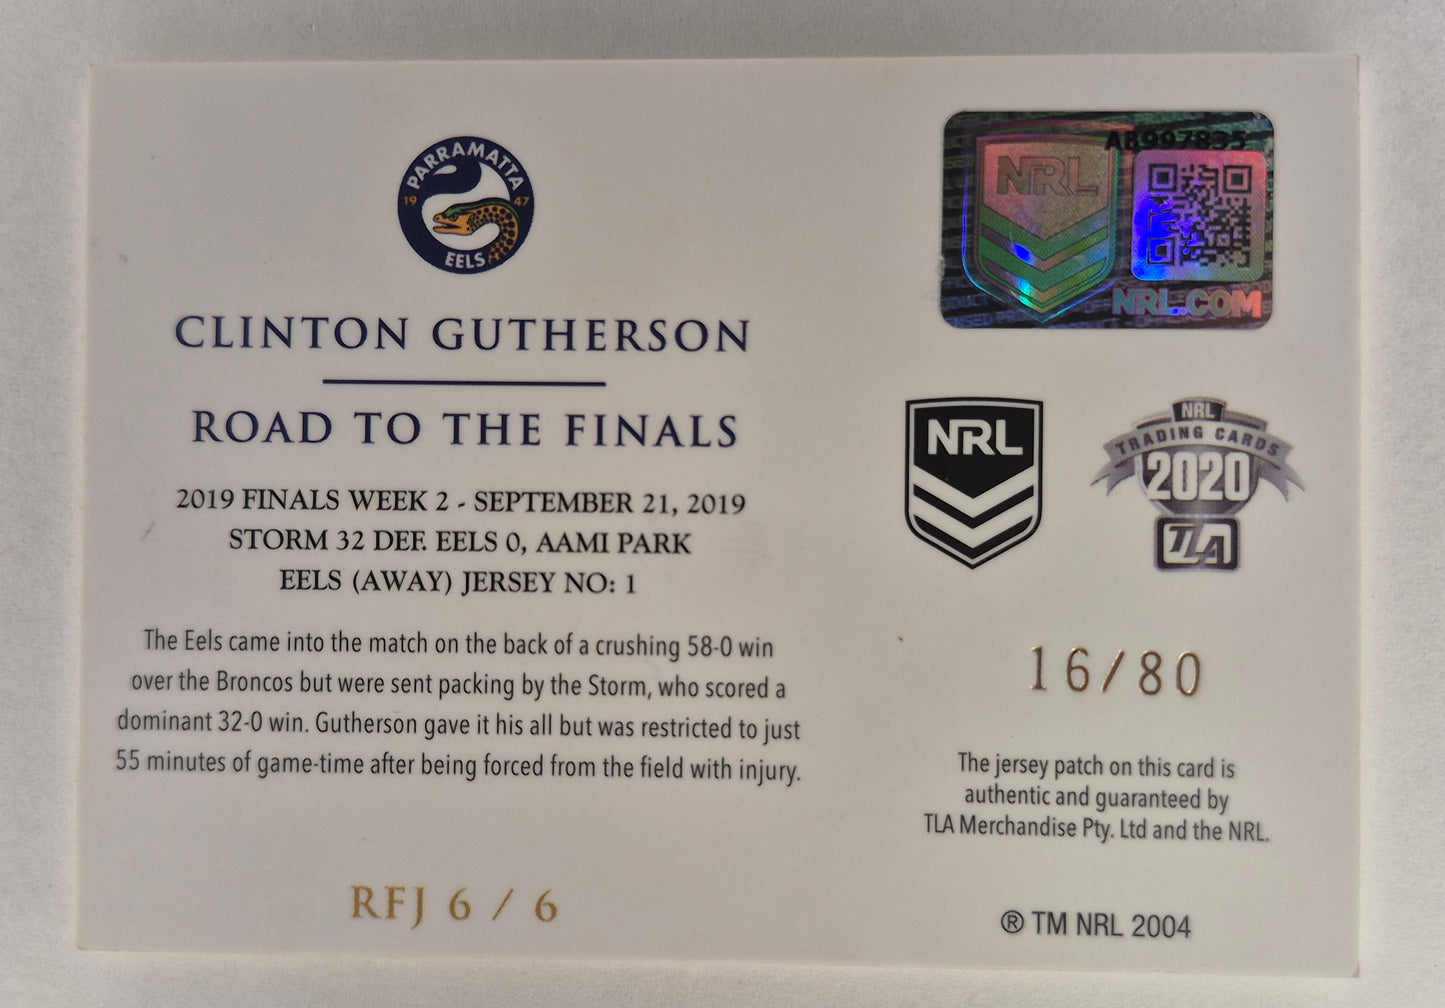 PARRAMATTA
19 47
EELS
CLINTON GUTHERSON
ROAD TO THE FINALS
2019 FINALS WEEK 2 - SEPTEMBER 21, 2019
STORM 32 DEF. EELS 0, AAMI PARK
EELS (AWAY) JERSEY NO: 1
The Eels came into the match on the back of a crushing 58-0 win
over the Broncos but were sent packing by the Storm, who scored a
dominant 32-0 win. Gutherson gave it his all but was restricted to just
55 minutes of game-time after being forced from the field with injury.
RFJ 6 / 6
AB997835
NRL
NRL.COM
NRL
NRL
TRADING CARDS
2020
TLA
16/80
The jersey patch on this card is
authentic and guaranteed by
TLA Merchandise Pty. Ltd and the NRL.
® TM NRL 2004